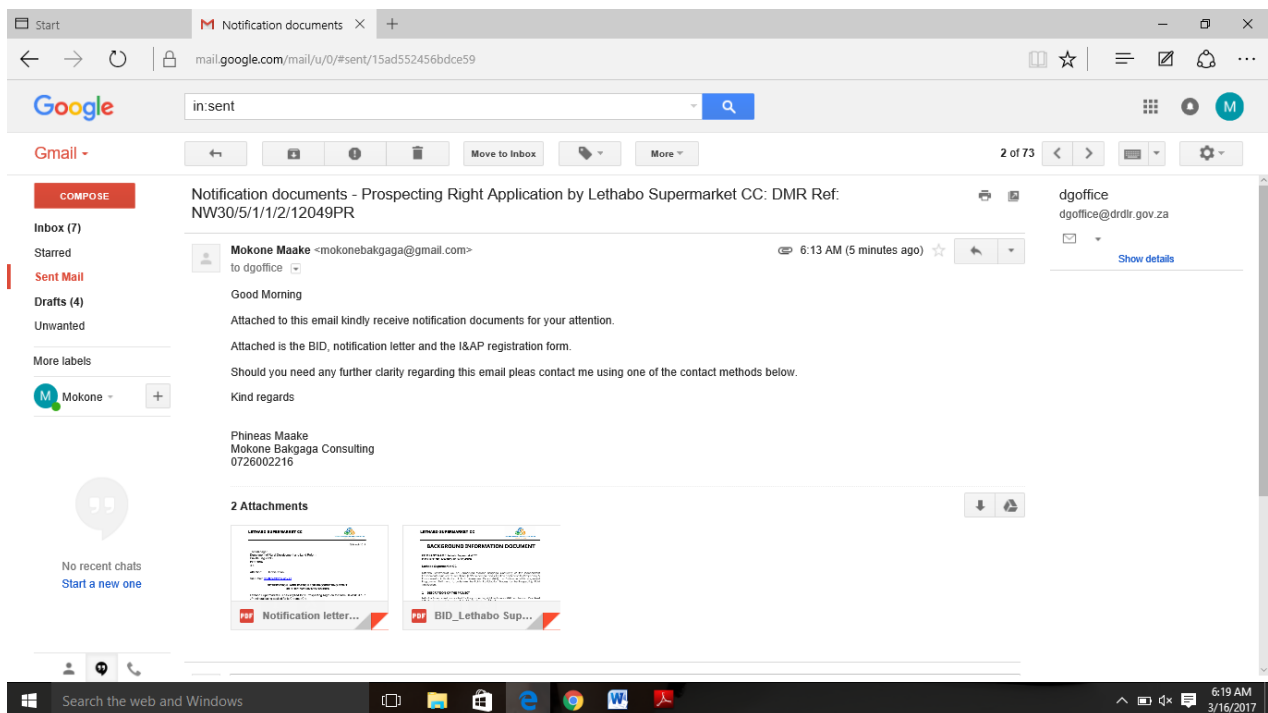 Start
Notification documents
mail.google.com/mail/u/0/#sent/15ad552456bdce59
Google
in:sent
M
Gmail
Move to Inbox
More
2 of 73
COMPOSE
Inbox (7)
Starred
Sent Mail
Drafts (4)
Unwanted
More labels
M Mokone
No recent chats
Start a new one
Notification documents - Prospecting Right Application by Lethabo Supermarket CC: DMR Ref:
NW30/5/1/1/2/12049PR
Mokone Maake <mokonebakgaga@gmail.com>
6:13 AM (5 minutes ago)
to dgoffice
Good Morning
Attached to this email kindly receive notification documents for your attention.
Attached is the BID, notification letter and the I&AP registration form.
Should you need any further clarity regarding this email pleas contact me using one of the contact methods below.
Kind regards
Phineas Maake
Mokone Bakgaga Consulting
0726002216
2 Attachments
LETHABO SUPERMARKET CC
PDF Notification letter...
LETHABO SUPERMARKET CC
BACKGROUND INFORMATION DOCUMENT
PDF BID_Lethabo Sup...
dgoffice
dgoffice@drdlr.gov.za
Show details
Search the web and Windows
6:19 AM
3/16/2017